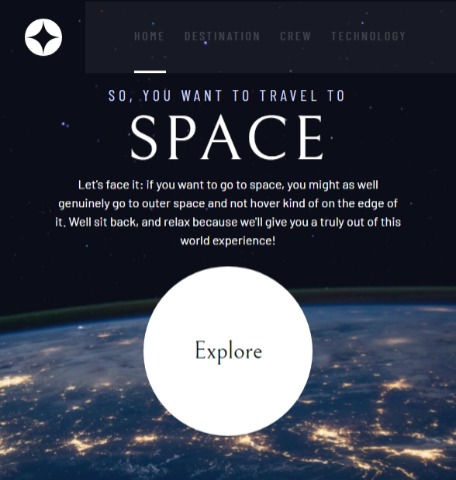 HOME DESTINATION CREW TECHNOLOGY
SO, YOU WANT TO TRAVEL TO
SPACE
Let's face it: if you want to go to space, you might as well
genuinely go to outer space and not hover kind of on the edge of
it. Well sit back, and relax because we'll give you a truly out of this
world experience!
Explore